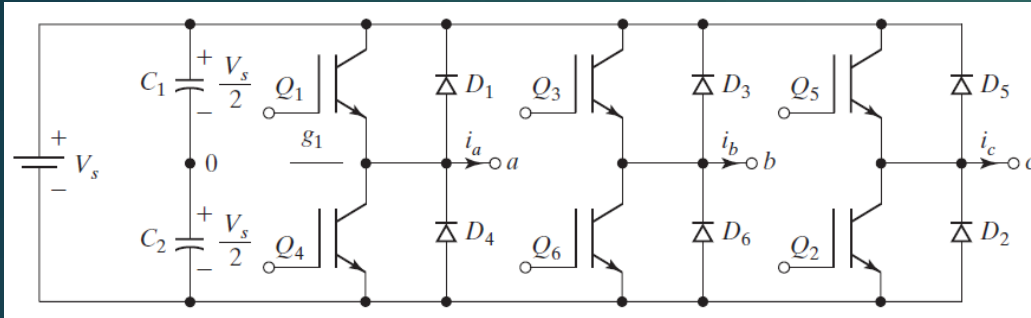 + V_s/2
C_1
−
Q_1
g_1
D_1
Q_3
D_3
Q_5
D_5
+
V_s
−
0
i_a
a
i_b
b
i_c
+ V_s/2
C_2
−
Q_4
D_4
Q_6
D_6
Q_2
D_2